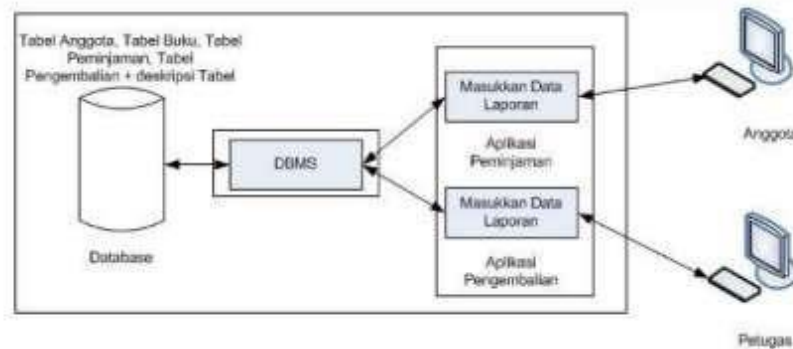 Tabel Anggota, Tabel Buku, Tabel
Peminjaman, Tabel
Pengembalian + deskripsi Tabel
Database
DBMS
Masukkan Data
Laporan
Aplikasi
Peminjaman
Masukkan Data
Laporan
Aplikasi
Pengembalian
Anggota
Petugas